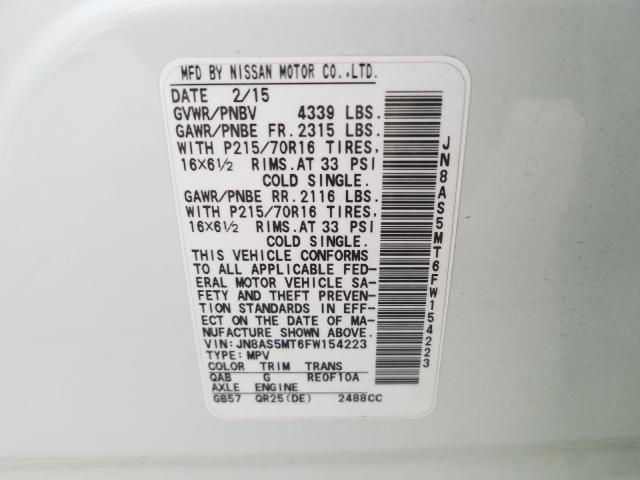 MFD BY NISSAN MOTOR CO.,LTD.
DATE 2/15
GVWR/PNBV 4339 LBS.
GAWR/PNBE FR.2315 LBS.
WITH P215/70R16 TIRES,
16X6½ RIMS.AT 33 PSI
COLD SINGLE.
GAWR/PNBE RR.2116 LBS.
WITH P215/70R16 TIRES,
16X6½ RIMS.AT 33 PSI
COLD SINGLE.
THIS VEHICLE CONFORMS
TO ALL APPLICABLE FED-
ERAL MOTOR VEHICLE SA-
FETY AND THEFT PREVEN-
TION STANDARDS IN EFF-
ECT ON THE DATE OF MA-
NUFACTURE SHOWN ABOVE.
VIN: JN8AS5MT6FW154223
TYPE: MPV
COLOR TRIM TRANS
QAB G RE0F10A
AXLE ENGINE
GB57 QR25(DE) 2488CC
JN8AS5MT6FW154223